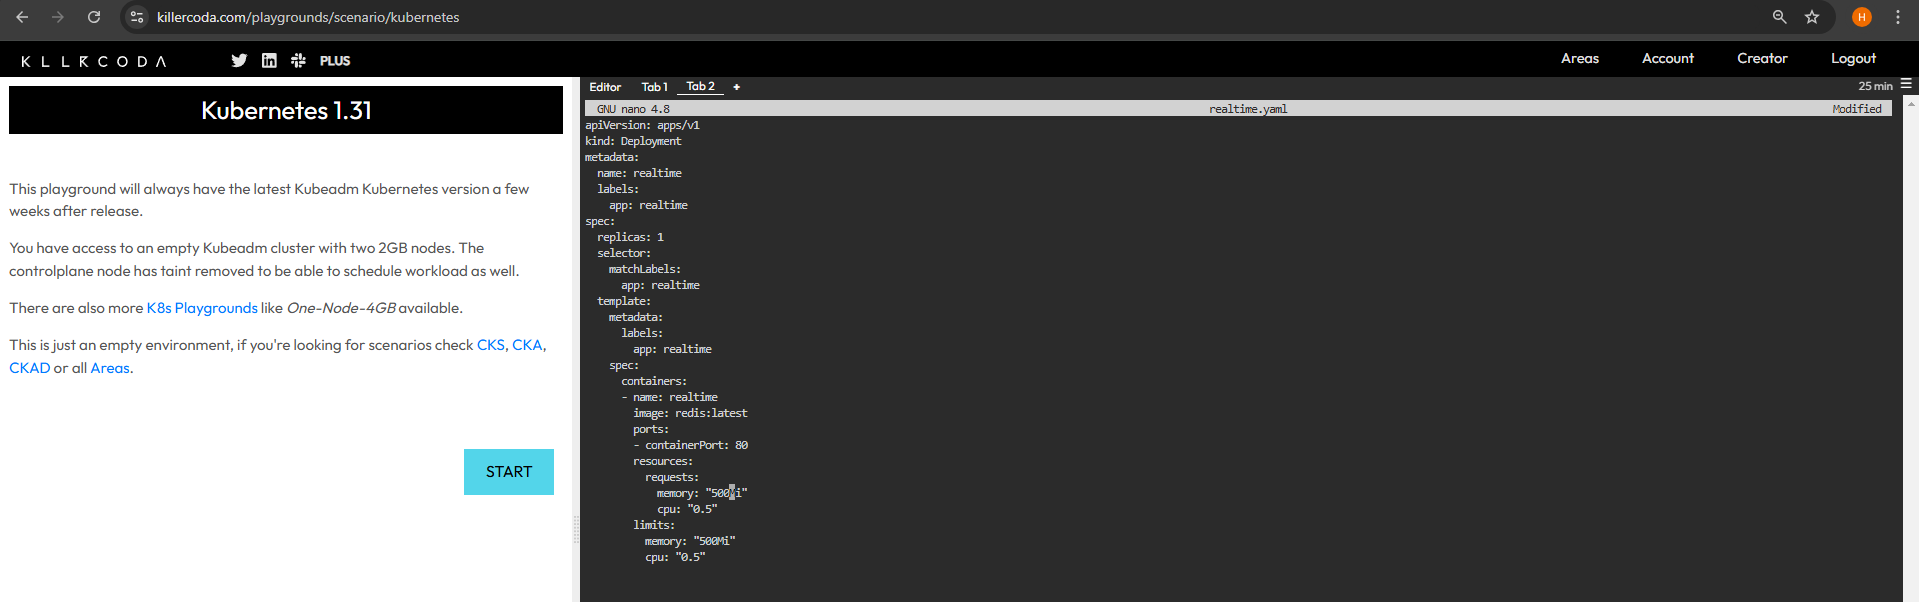 killercoda.com/playgrounds/scenario/kubernetes
H
KLLRCODA
PLUS
Areas
Account
Creator
Logout
Kubernetes 1.31
This playground will always have the latest Kubeadm Kubernetes version a few
weeks after release.
You have access to an empty Kubeadm cluster with two 2GB nodes. The
controlplane node has taint removed to be able to schedule workload as well.
There are also more K8s Playgrounds like One-Node-4GB available.
This is just an empty environment, if you're looking for scenarios check CKS, CKA,
CKAD or all Areas.
START
Editor
Tab 1
Tab 2
+
25 min
GNU nano 4.8
realtime.yaml
Modified
apiVersion: apps/v1
kind: Deployment
metadata:
  name: realtime
  labels:
    app: realtime
spec:
  replicas: 1
  selector:
    matchLabels:
      app: realtime
  template:
    metadata:
      labels:
        app: realtime
    spec:
      containers:
      - name: realtime
        image: redis:latest
        ports:
        - containerPort: 80
        resources:
          requests:
            memory: "500Mi"
            cpu: "0.5"
        limits:
          memory: "500Mi"
          cpu: "0.5"